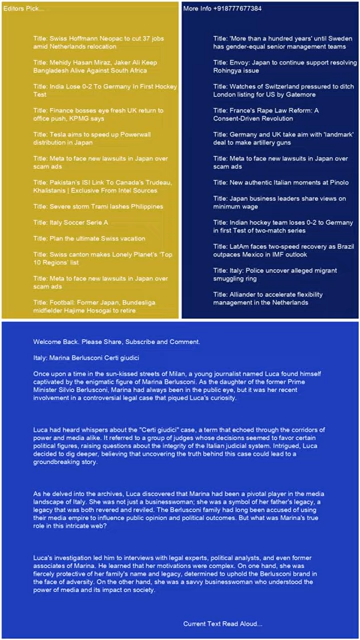 Editors Pick...
Title: Swiss Hoffmann Neopac to cut 37 jobs
amid Netherlands relocation
Title: Mehidy Hasan Miraz, Jaker Ali Keep
Bangladesh Alive Against South Africa
Title: India Lose 0-2 To Germany In First Hockey
Test
Title: Finance bosses eye fresh UK return to
office push, KPMG says
Title: Tesla aims to speed up Powerwall
distribution in Japan
Title: Meta to face new lawsuits in Japan over
scam ads
Title: Pakistan's ISI Link To Canada's Trudeau,
Khalistanis | Exclusive From Intel Sources
Title: Severe storm Trami lashes Philippines
Title: Italy Soccer Serie A
Title: Plan the ultimate Swiss vacation
Title: Swiss canton makes Lonely Planet's 'Top
10 Regions' list
Title: Meta to face new lawsuits in Japan over
scam ads
Title: Football: Former Japan, Bundesliga
midfielder Hajime Hosogai to retire
More Info +918777677384
Title: 'More than a hundred years' until Sweden
has gender-equal senior management teams
Title: Envoy: Japan to continue support resolving
Rohingya issue
Title: Watches of Switzerland pressured to ditch
London listing for US by Gatemore
Title: France's Rape Law Reform: A
Consent-Driven Revolution
Title: Germany and UK take aim with 'landmark'
deal to make artillery guns
Title: Meta to face new lawsuits in Japan over
scam ads
Title: New authentic Italian moments at Pinolo
Title: Japan business leaders share views on
minimum wage
Title: Indian hockey team loses 0-2 to Germany
in first Test of two-match series
Title: LatAm faces two-speed recovery as Brazil
outpaces Mexico in IMF outlook
Title: Italy: Police uncover alleged migrant
smuggling ring
Title: Alliander to accelerate flexibility
management in the Netherlands
Welcome Back. Please Share, Subscribe and Comment.
Italy: Marina Berlusconi Certi giudici
Once upon a time in the sun-kissed streets of Milan, a young journalist named Luca found himself
captivated by the enigmatic figure of Marina Berlusconi. As the daughter of the former Prime
Minister Silvio Berlusconi, Marina had always been in the public eye, but it was her recent
involvement in a controversial legal case that piqued Luca's curiosity.
Luca had heard whispers about the "Certi giudici" case, a term that echoed through the corridors
of power and media alike. It referred to a group of judges whose decisions seemed to favor certain
political figures, raising questions about the integrity of the Italian judicial system. Intrigued, Luca
decided to dig deeper, believing that uncovering the truth behind this case could lead to a
groundbreaking story.
As he delved into the archives, Luca discovered that Marina had been a pivotal player in the media
landscape of Italy. She was not just a businesswoman; she was a symbol of her father's legacy, a
legacy that was both revered and reviled. The Berlusconi family had long been accused of using
their media empire to influence public opinion and political outcomes. But what was Marina's true
role in this intricate web?
Luca's investigation led him to interviews with legal experts, political analysts, and even former
associates of Marina. He learned that her motivations were complex. On one hand, she was
fiercely protective of her family's name and legacy, determined to uphold the Berlusconi brand in
the face of adversity. On the other hand, she was a savvy businesswoman who understood the
power of media and its impact on society.
Current Text Read Aloud...